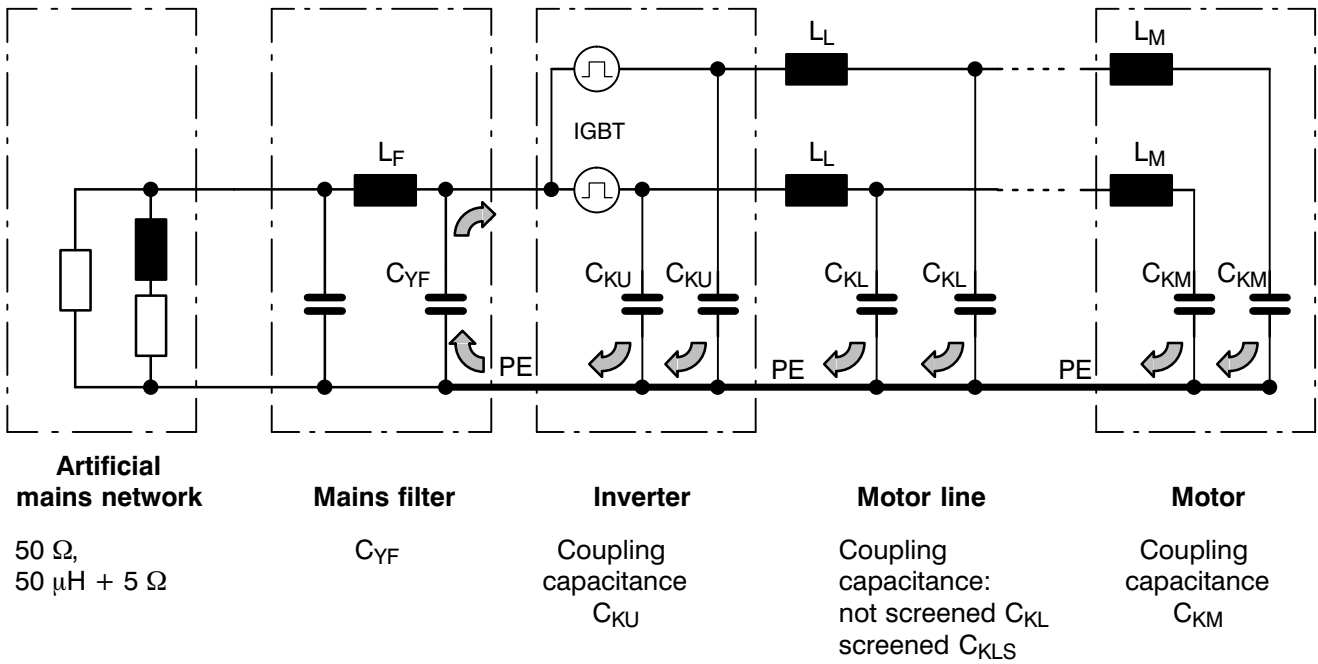 L_L
L_M
IGBT
L_F
L_L
L_M
C_YF
C_KU
C_KU
C_KL
C_KL
C_KM
C_KM
PE
PE
PE
Artificial
mains network
50 Ω,
50 μH + 5 Ω
Mains filter
C_YF
Inverter
Coupling
capacitance
C_KU
Motor line
Coupling
capacitance:
not screened C_KL
screened C_KLS
Motor
Coupling
capacitance
C_KM